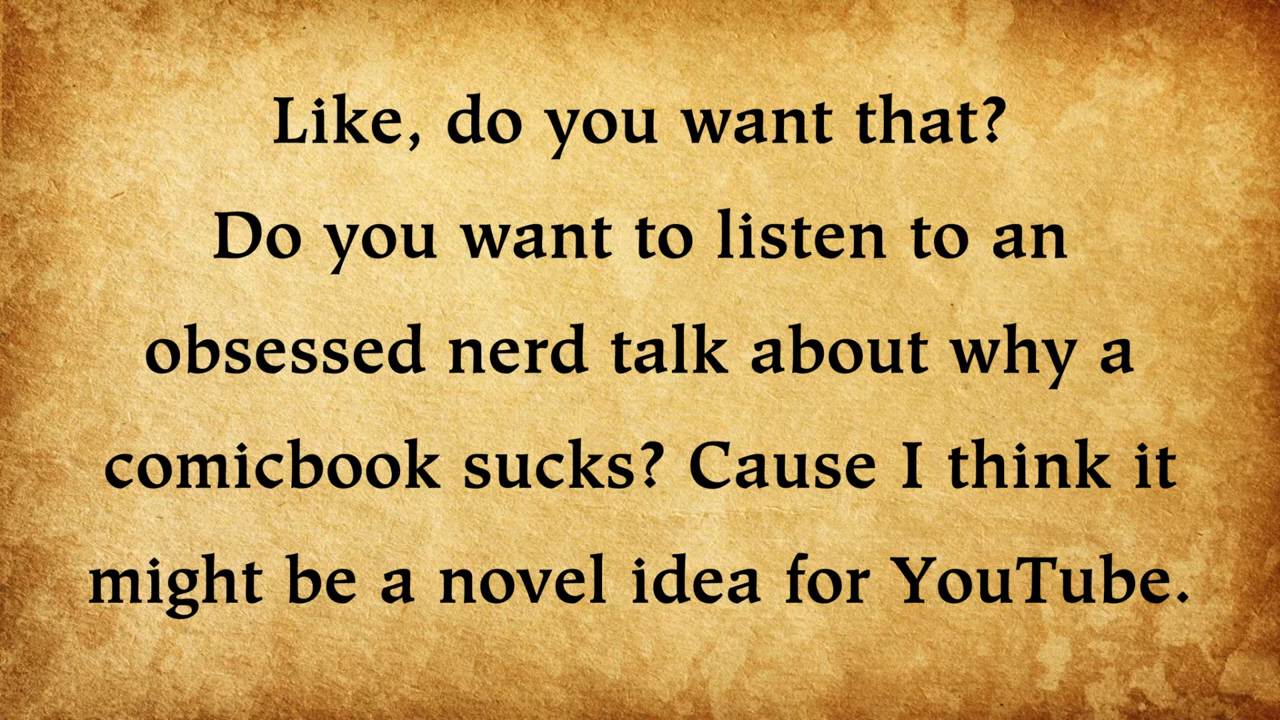 Like, do you want that?
Do you want to listen to an
obsessed nerd talk about why a
comicbook sucks? Cause I think it
might be a novel idea for YouTube.